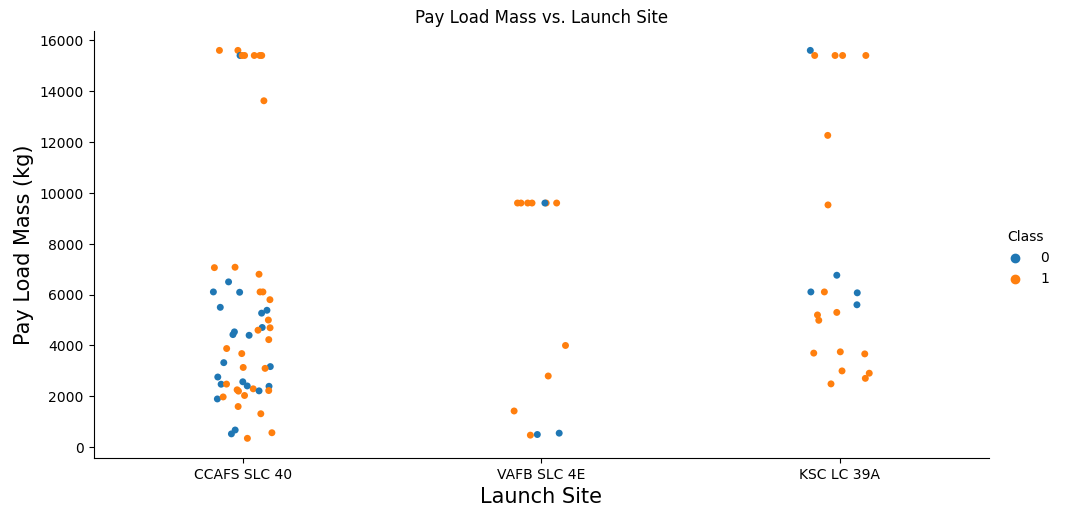 Pay Load Mass vs. Launch Site
16000
14000
12000
10000
8000
6000
4000
2000
0
Pay Load Mass (kg)
CCAFS SLC 40
VAFB SLC 4E
KSC LC 39A
Launch Site
Class
0
1